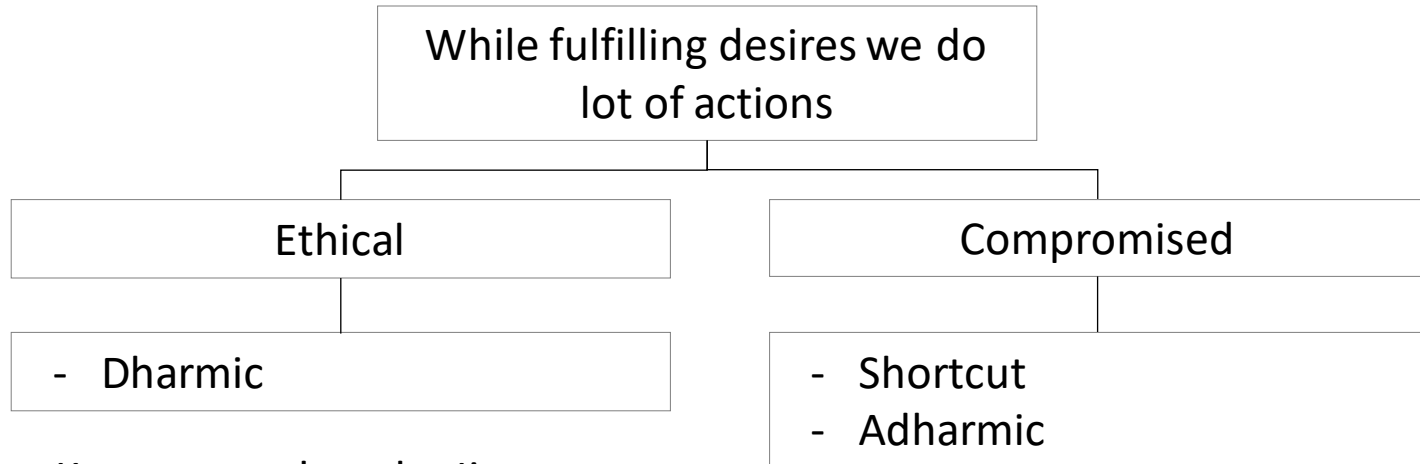 While fulfilling desires we do
lot of actions
Ethical
Compromised
- Dharmic
- Shortcut
- Adharmic